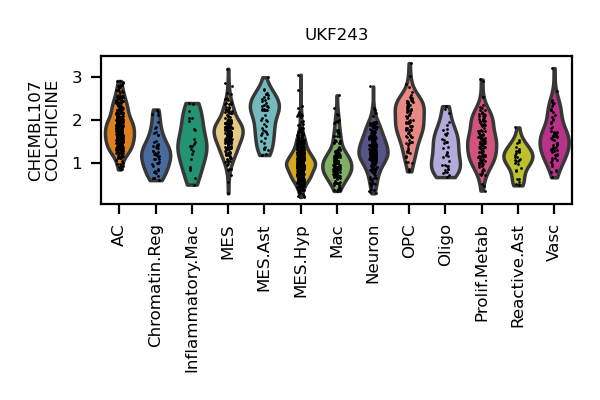 UKF243
CHEMBL107
COLCHICINE
3
2
1
AC
Chromatin.Reg
Inflammatory.Mac
MES
MES.Ast
MES.Hyp
Mac
Neuron
OPC
Oligo
Prolif.Metab
Reactive.Ast
Vasc